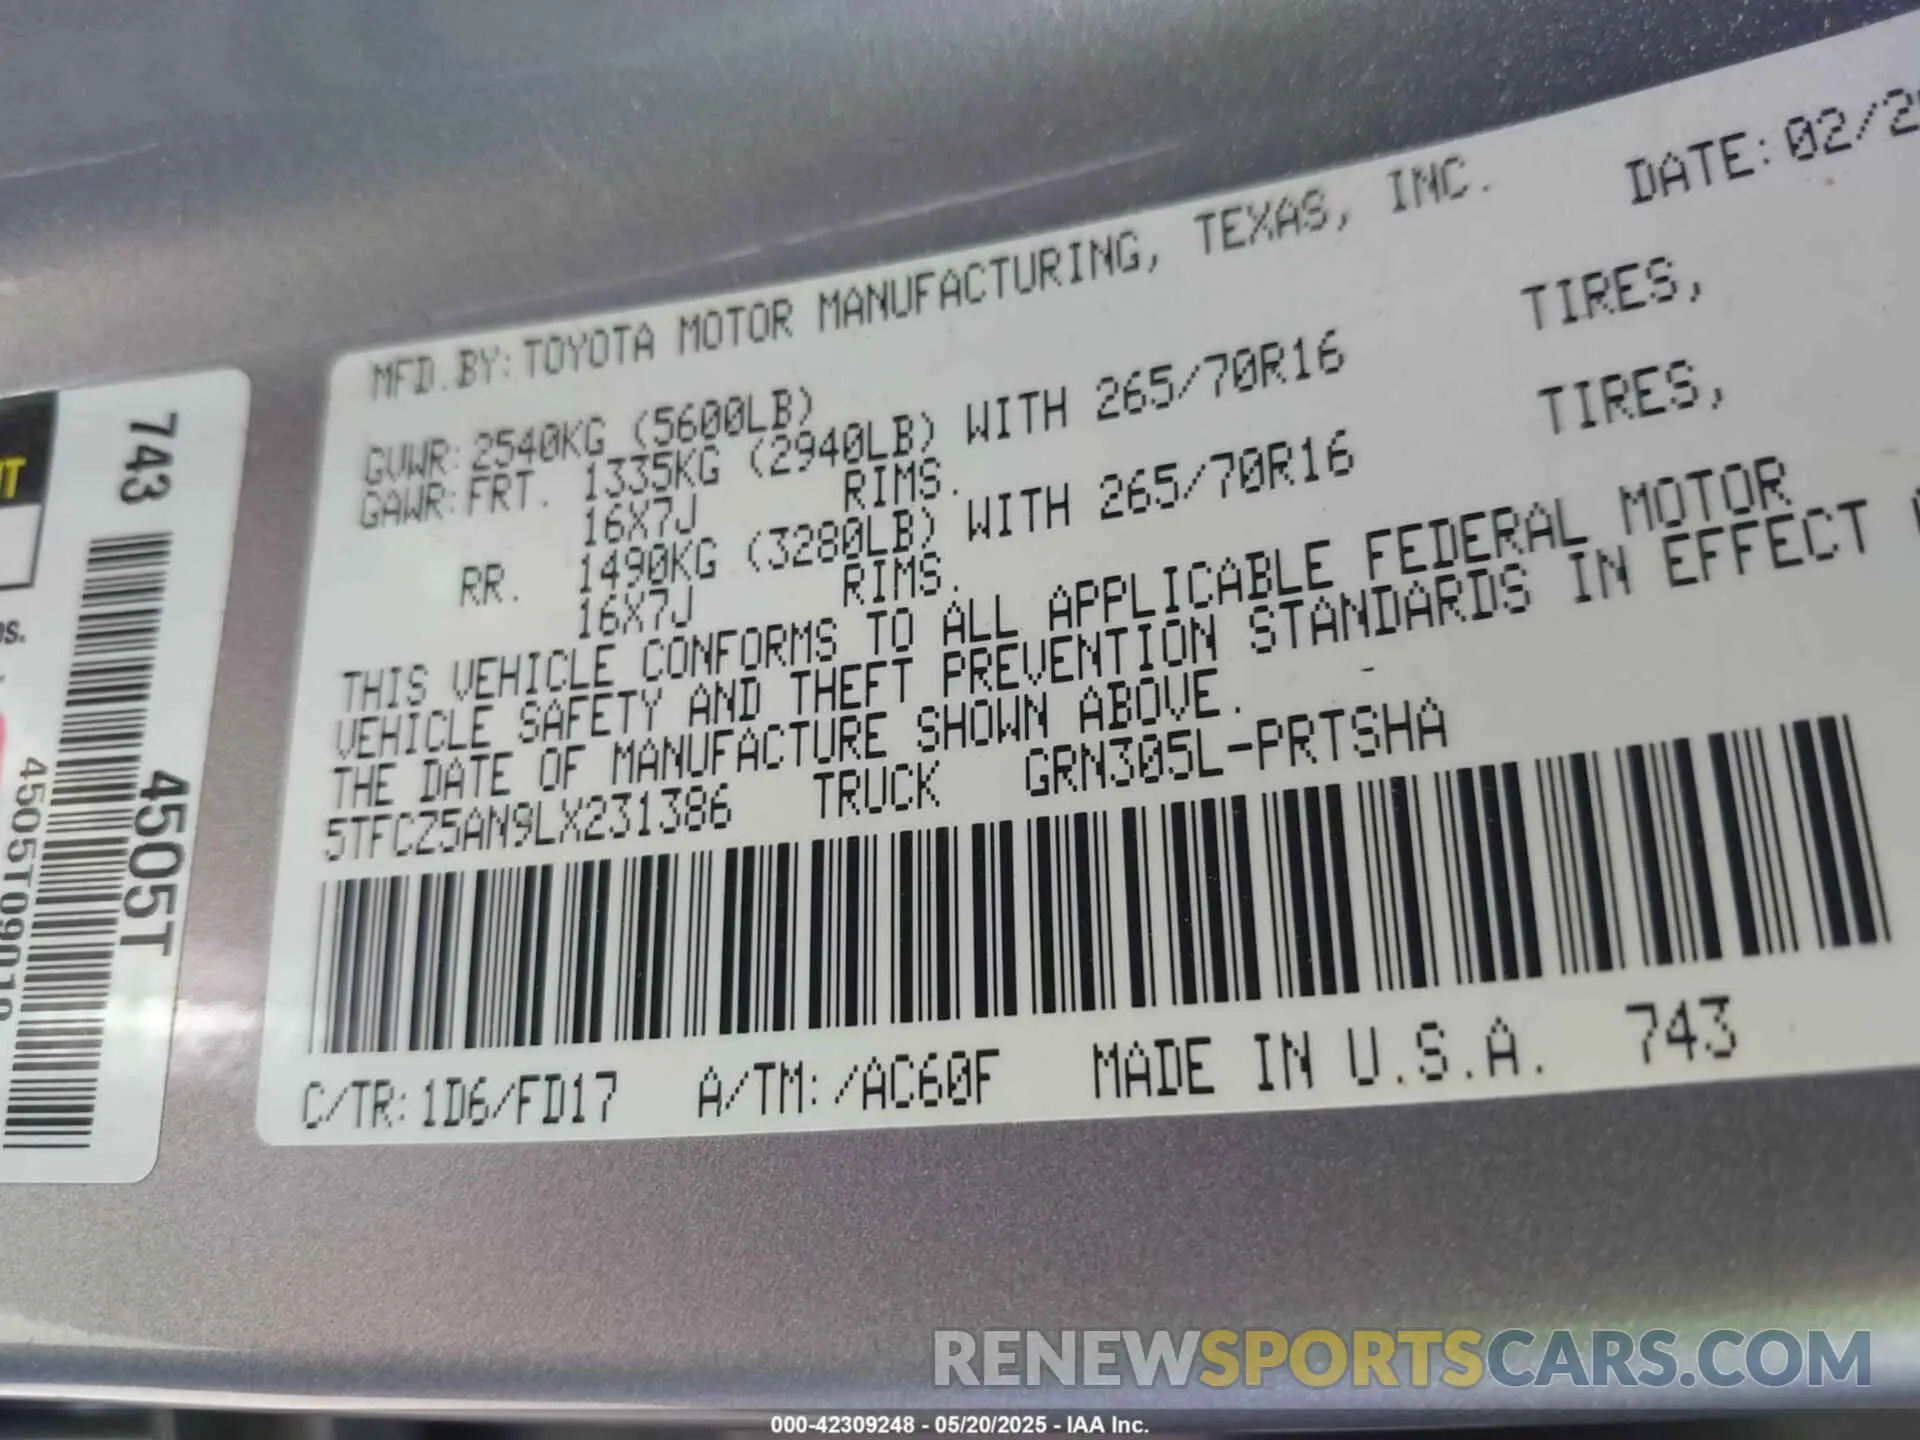 MFD.BY:TOYOTA MOTOR MANUFACTURING, TEXAS, INC. DATE:02/2
GVWR:2540KG (5600LB)
GAWR:FRT. 1335KG (2940LB) WITH 265/70R16 TIRES,
16X7J RIMS.
RR. 1490KG (3280LB) WITH 265/70R16 TIRES,
16X7J RIMS.
THIS VEHICLE CONFORMS TO ALL APPLICABLE FEDERAL MOTOR
VEHICLE SAFETY AND THEFT PREVENTION STANDARDS IN EFFECT
THE DATE OF MANUFACTURE SHOWN ABOVE.
5TFCZ5AN9LX231386 TRUCK GRN305L-PRTSHA
C/TR:1D6/FD17 A/TM:/AC60F MADE IN U.S.A. 743
743
4505T
RENEWSPORTSCARS.COM
000-42309248 - 05/20/2025 - IAA Inc.